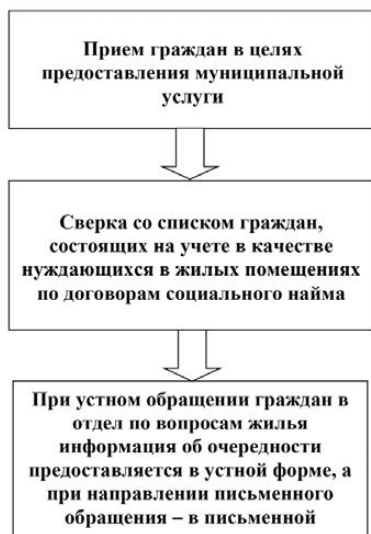 Прием граждан в целях
предоставления муниципальной
услуги
Сверка со списком граждан,
состоящих на учете в качестве
нуждающихся в жилых помещениях
по договорам социального найма
При устном обращении граждан в
отдел по вопросам жилья
информация об очередности
предоставляется в устной форме, а
при направлении письменного
обращения – в письменной